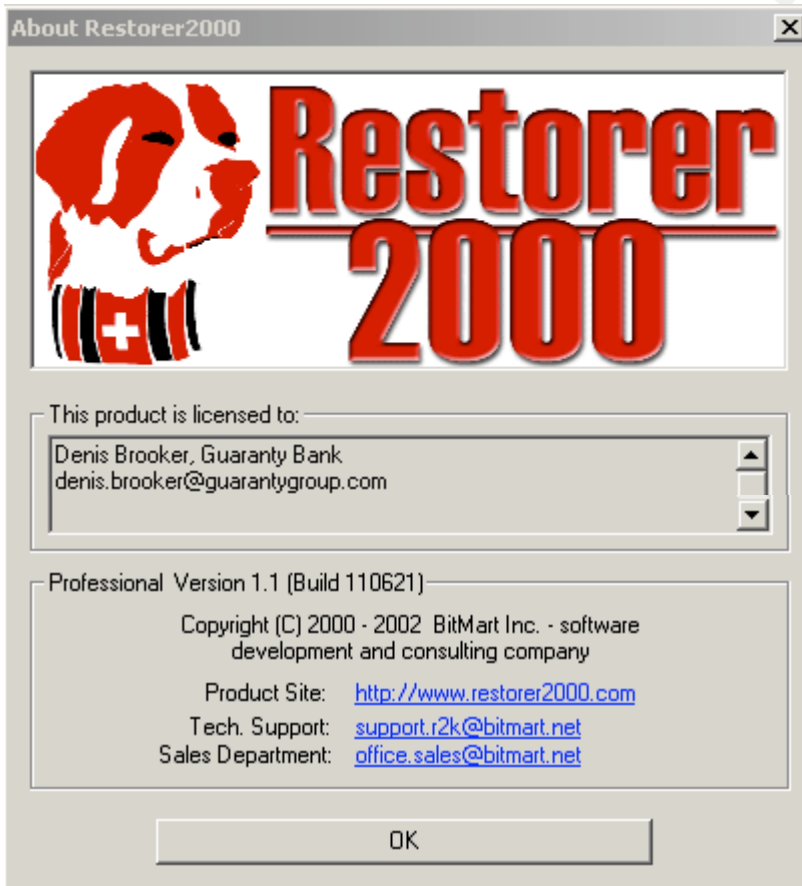 About Restorer2000
Restorer
2000
This product is licensed to:
Denis Brooker, Guaranty Bank
denis.brooker@guarantygroup.com
Professional Version 1.1 (Build 110621)
Copyright (C) 2000 - 2002 BitMart Inc. - software
development and consulting company
Product Site: http://www.restorer2000.com
Tech. Support: support.r2k@bitmart.net
Sales Department: office.sales@bitmart.net
OK